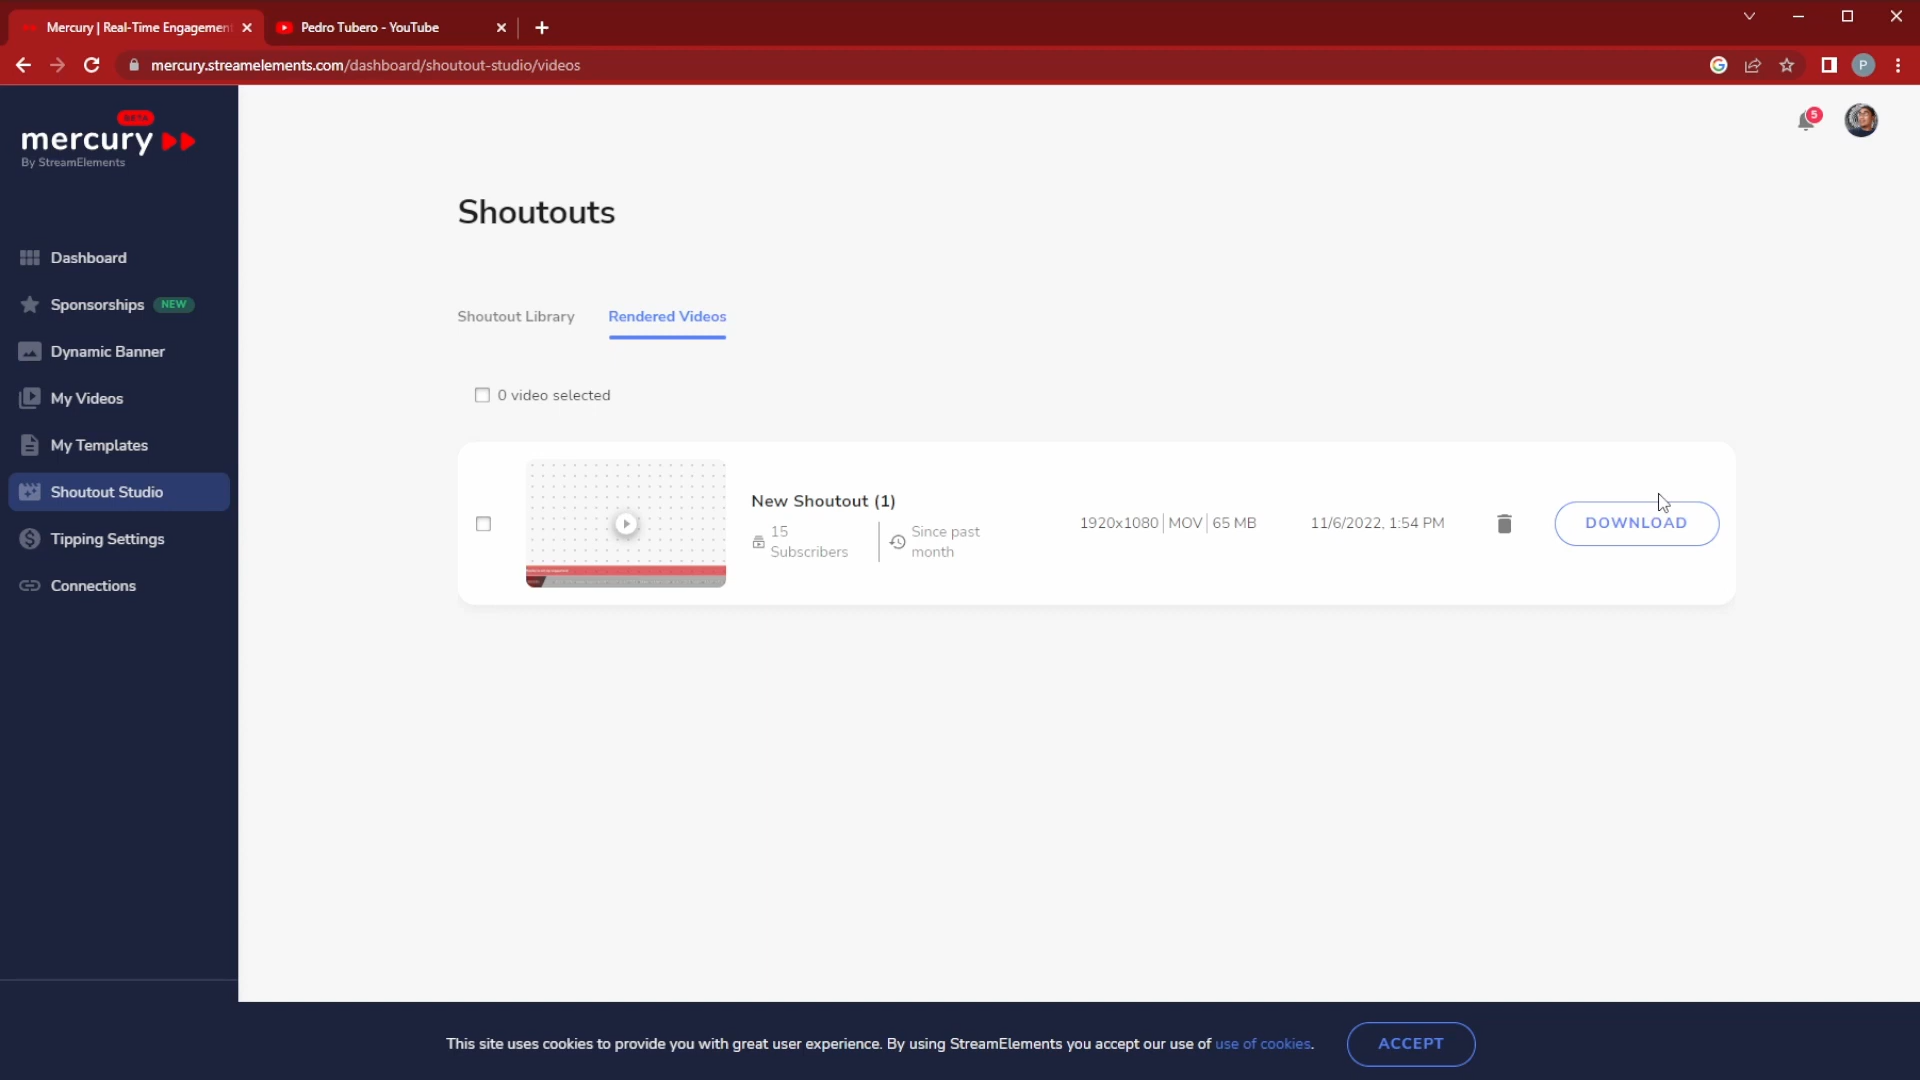 Mercury | Real-Time Engagemen
Pedro Tubero - YouTube
mercury.streamelements.com/dashboard/shoutout-studio/videos
P
BETA
mercury
By StreamElements
5
Shoutouts
Dashboard
Sponsorships NEW
Dynamic Banner
My Videos
My Templates
Shoutout Studio
Tipping Settings
Connections
Shoutout Library
Rendered Videos
0 video selected
New Shoutout (1)
15
Subscribers
Since past
month
1920x1080 | MOV | 65 MB
11/6/2022, 1:54 PM
DOWNLOAD
This site uses cookies to provide you with great user experience. By using StreamElements you accept our use of use of cookies.
ACCEPT